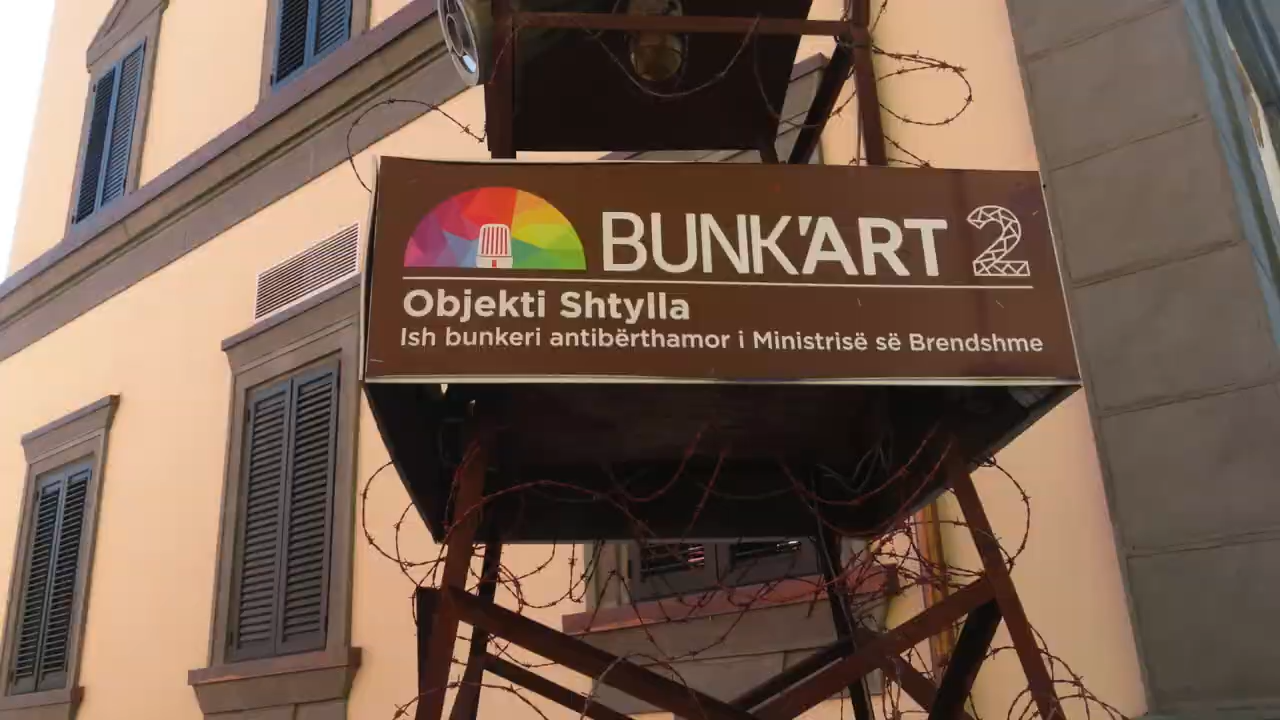 BUNK'ART 2
Objekti Shtylla
Ish bunkeri antibërthamor i Ministrisë së Brendshme